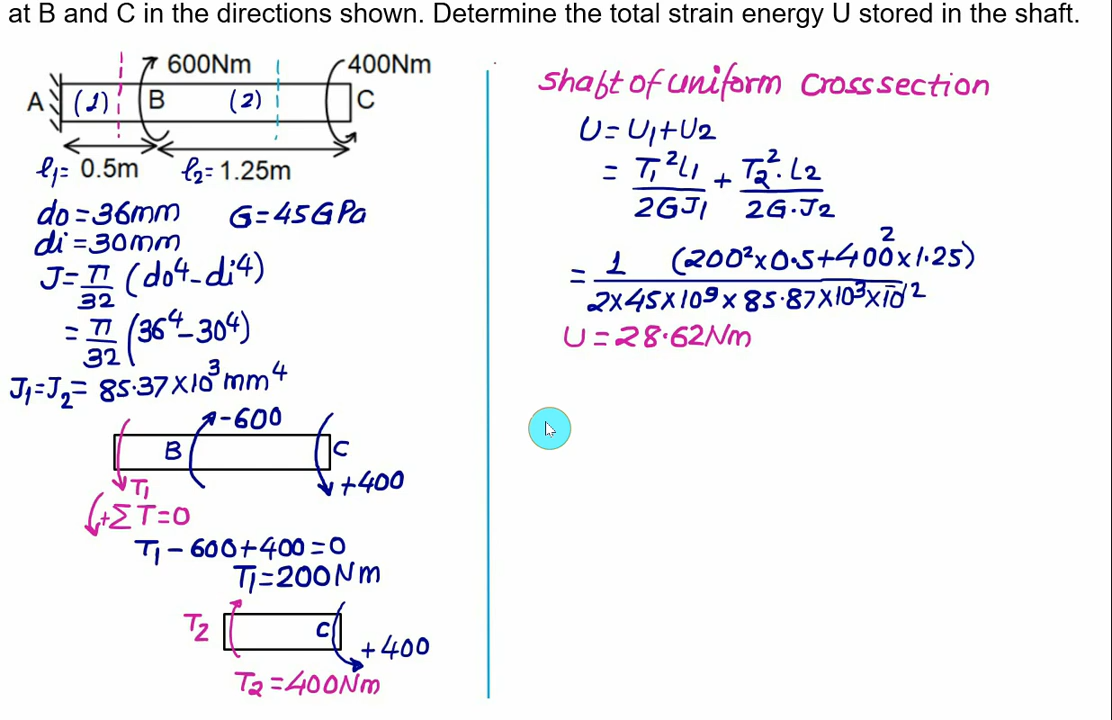 at B and C in the directions shown. Determine the total strain energy U stored in the shaft.
600Nm 400Nm
A (1) B (2) C
l₁= 0.5m l₂= 1.25m
do=36mm G=45GPa
di=30mm
J=π/32 (do⁴-di⁴)
=π/32 (36⁴-30⁴)
J₁=J₂= 85.37×10³mm⁴
-600
B C
T₁ +400
+ΣT=0
T₁-600+400=0
T₁=200Nm
T₂ C
+400
T₂=400Nm
Shaft of uniform Crosssection
U=U₁+U₂
= T₁²L₁/2GJ₁ + T₂².L₂/2G.J₂
= 1 (200²×0.5+400²×1.25)/2×45×10⁹×85.87×10³×10⁻¹²
U=28.62Nm